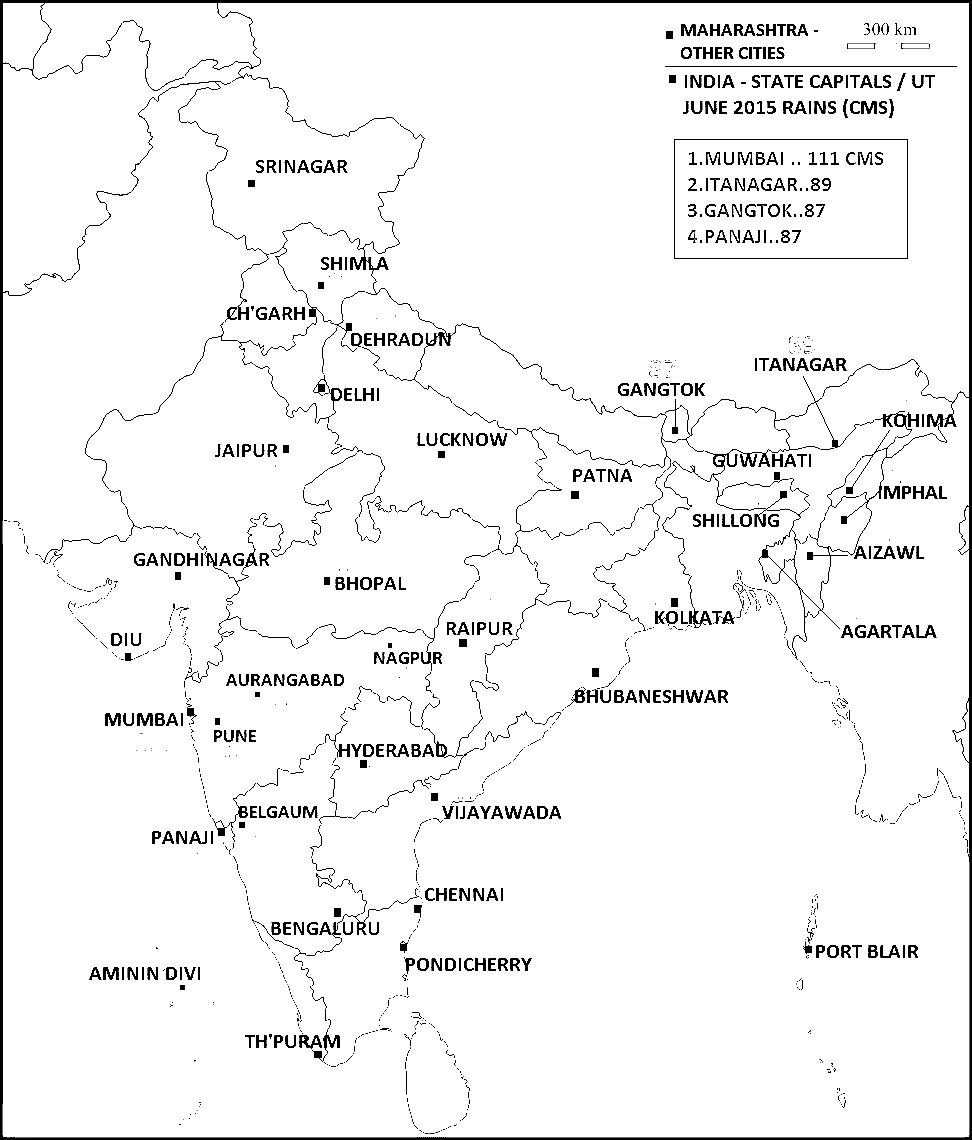 MAHARASHTRA -
OTHER CITIES
300 km
INDIA - STATE CAPITALS / UT
JUNE 2015 RAINS (CMS)
1.MUMBAI .. 111 CMS
2.ITANAGAR..89
3.GANGTOK..87
4.PANAJI..87
SRINAGAR
SHIMLA
CH'GARH
DEHRADUN
DELHI
89
ITANAGAR
87
GANGTOK
KOHIMA
JAIPUR
LUCKNOW
GUWAHATI
PATNA
IMPHAL
SHILLONG
AIZAWL
GANDHINAGAR
BHOPAL
KOLKATA
RAIPUR
AGARTALA
DIU
NAGPUR
AURANGABAD
BHUBANESHWAR
MUMBAI
PUNE
HYDERABAD
BELGAUM
VIJAYAWADA
PANAJI
CHENNAI
BENGALURU
PORT BLAIR
PONDICHERRY
AMININ DIVI
TH'PURAM